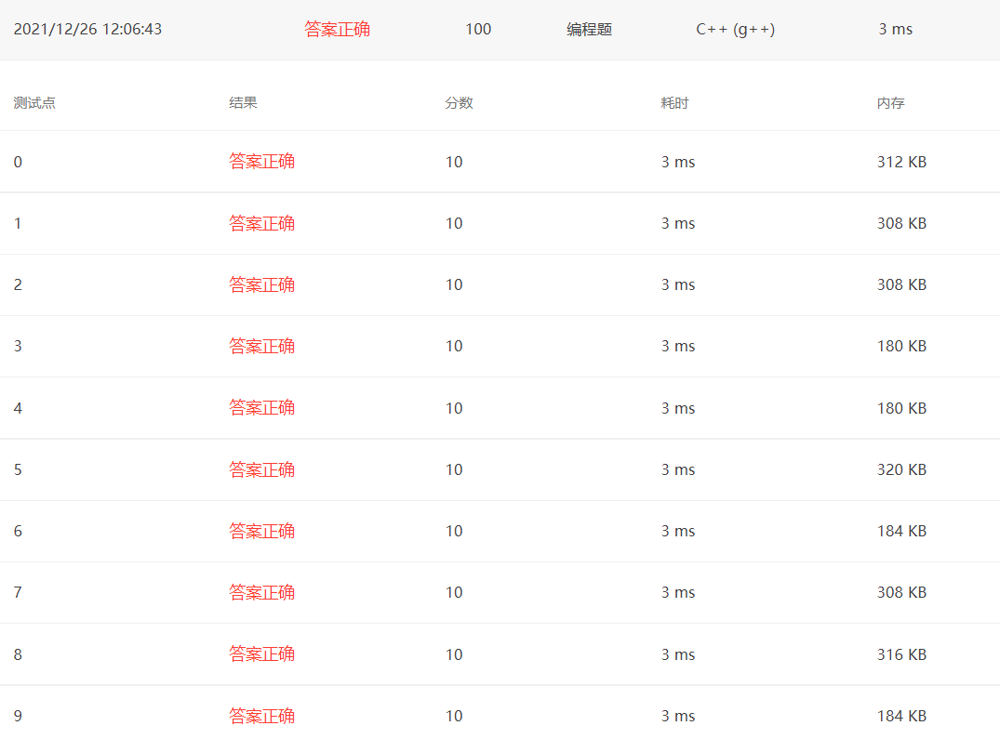 2021/12/26 12:06:43 答案正确 100 编程题 C++ (g++) 3 ms
测试点 结果 分数 耗时 内存
0 答案正确 10 3 ms 312 KB
1 答案正确 10 3 ms 308 KB
2 答案正确 10 3 ms 308 KB
3 答案正确 10 3 ms 180 KB
4 答案正确 10 3 ms 180 KB
5 答案正确 10 3 ms 320 KB
6 答案正确 10 3 ms 184 KB
7 答案正确 10 3 ms 308 KB
8 答案正确 10 3 ms 316 KB
9 答案正确 10 3 ms 184 KB